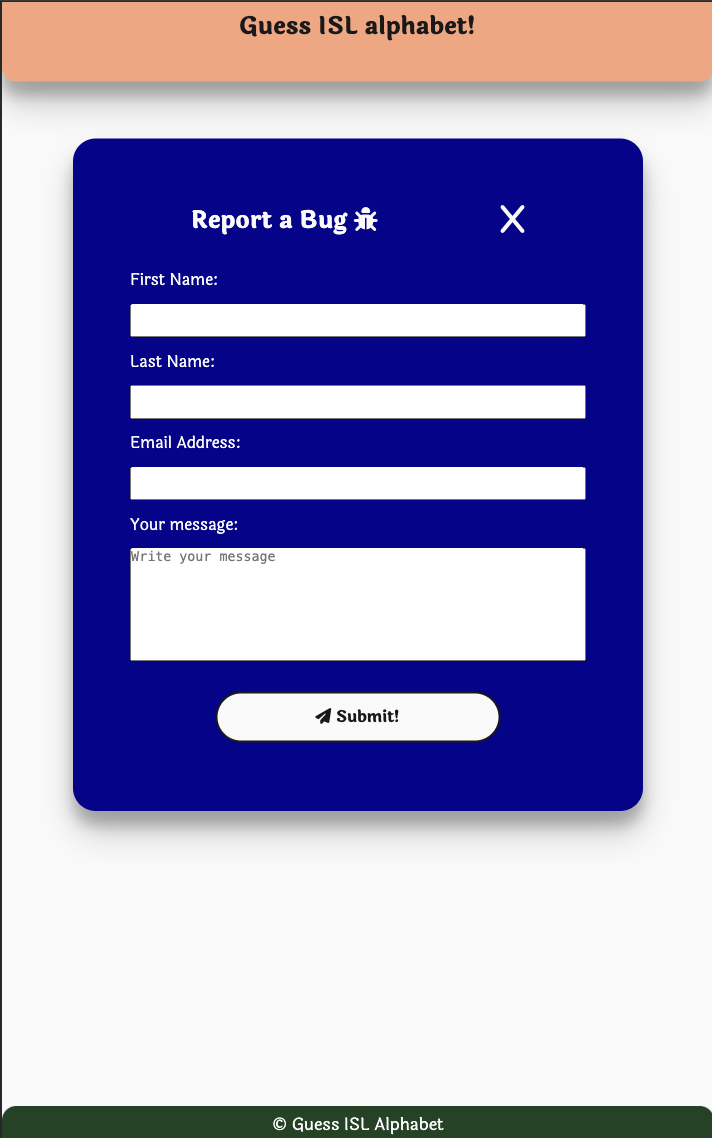 Guess ISL alphabet!
Report a Bug X
First Name:
Last Name:
Email Address:
Your message:
Write your message
Submit!
© Guess ISL Alphabet